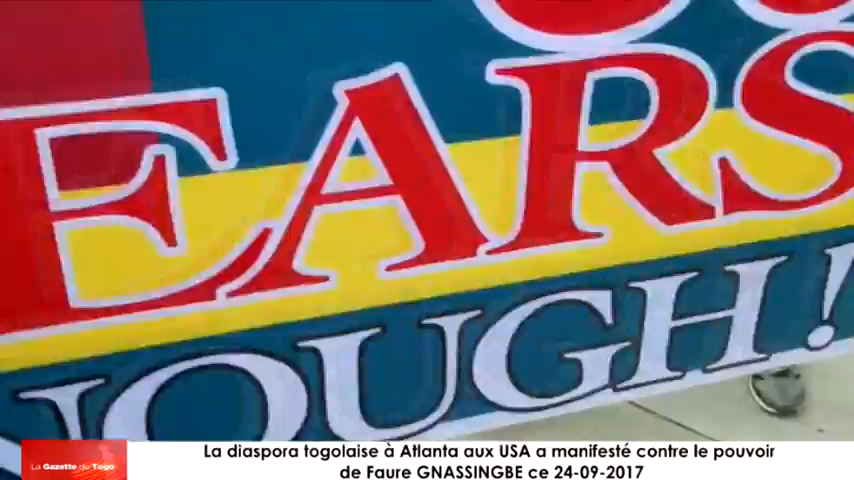 EARS
NOUGH!
La Gazette du Togo
La diaspora togolaise à Atlanta aux USA a manifesté contre le pouvoir
de Faure GNASSINGBE ce 24-09-2017